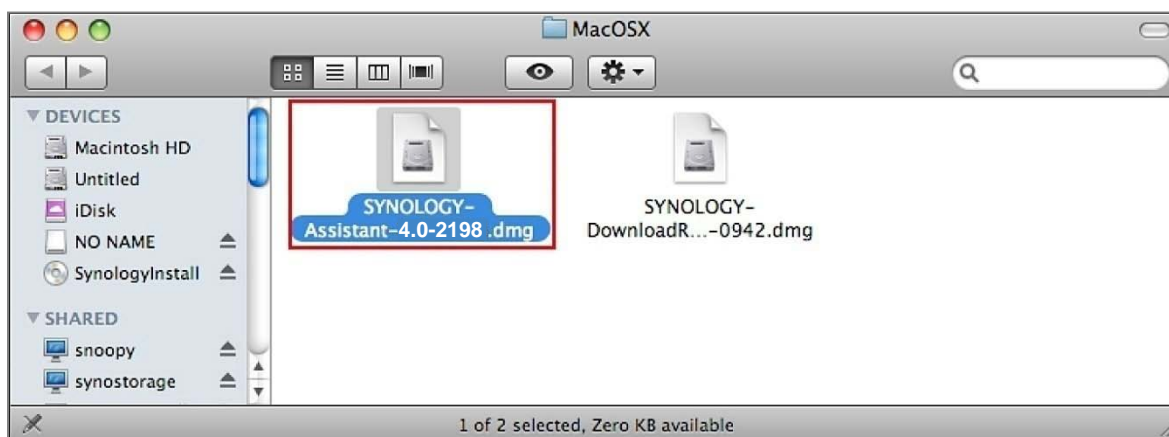 MacOSX
DEVICES
Macintosh HD
Untitled
iDisk
NO NAME
SynologyInstall
SHARED
snoopy
synostorage
SYNOLOGY-
Assistant-4.0-2198.dmg
SYNOLOGY-
DownloadR...-0942.dmg
1 of 2 selected, Zero KB available